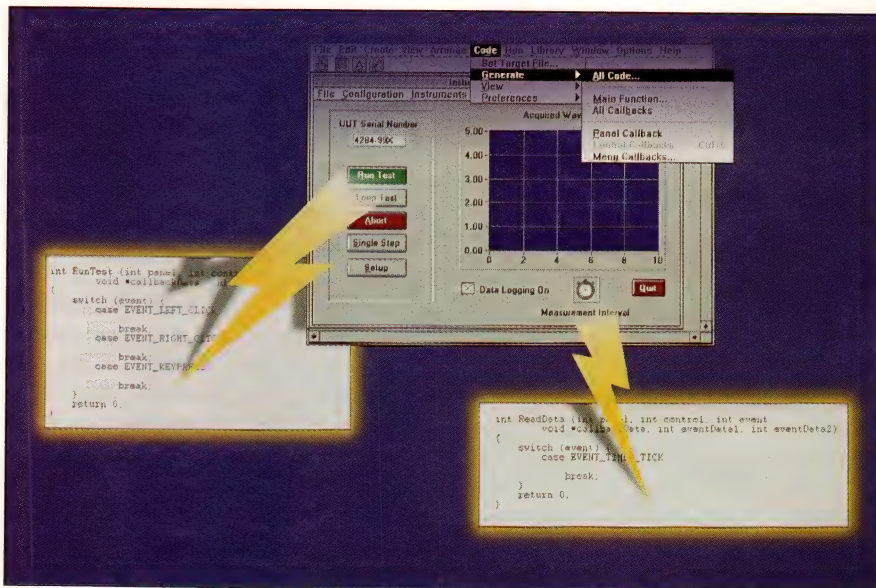 File Edit Create View Arrange Code Run Library Window Options Help
Set Target File...
Generate
View
Preferences
All Code...
Main Function...
All Callbacks
Panel Callback
Control Callbacks
Menu Callbacks...
File Configuration Instruments
Acquired Wav
UUT Serial Number
4284-99X
Run Test
Loop Test
Abort
Single Step
Setup
5.00
4.00
3.00
2.00
1.00
0.00
0 2 4 6 8 10
Data Logging On
Quit
Measurement Interval
int RunTest (int panel, int contr
void *callbackData
{
switch (event) {
case EVENT_LEFT_CLICK
break
case EVENT_RIGHT_CLI
break;
case EVENT_KEYPRE
break;
}
return 0,
}
int ReadData (int panel, int control, int event
void *callbackData, int eventData1, int eventData2)
{
switch (event) {
case EVENT_TIMER_TICK
break;
}
return 0,
}